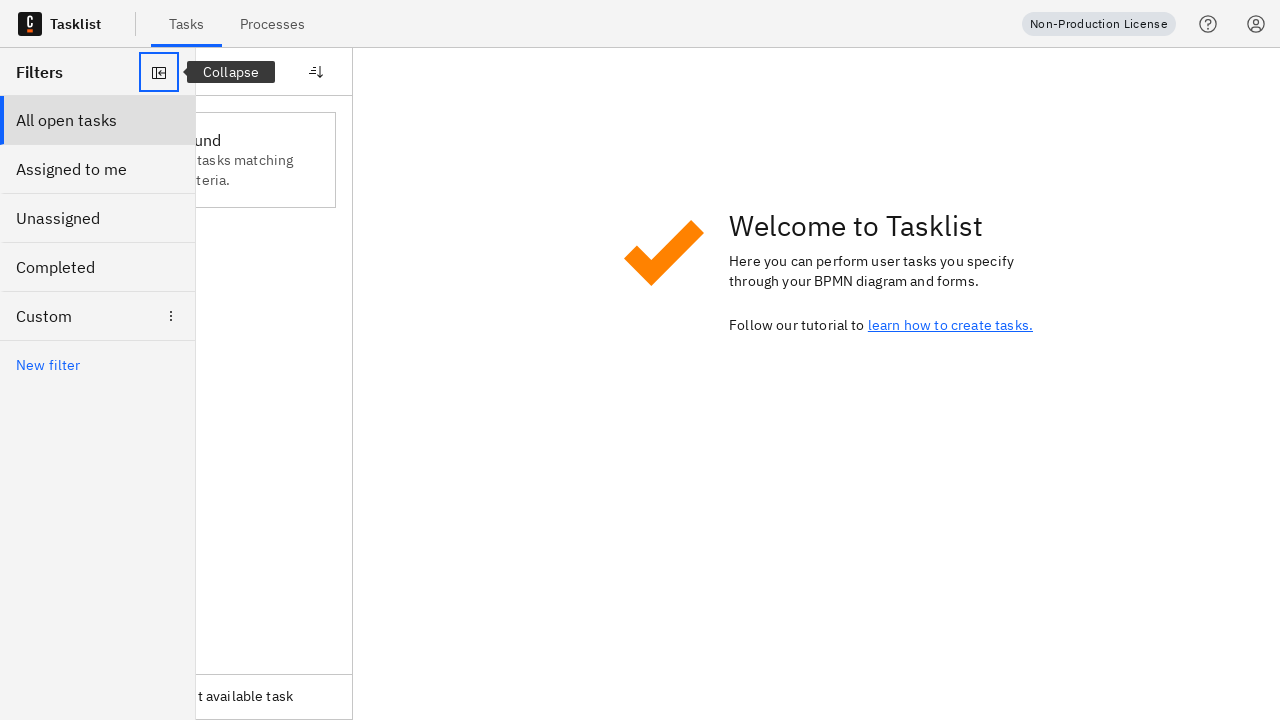 Tasklist
Tasks
Processes
Non-Production License
Filters
Collapse
All open tasks
Assigned to me
Unassigned
Completed
Custom
New filter
tasks matching
t available task
Welcome to Tasklist
Here you can perform user tasks you specify
through your BPMN diagram and forms.
Follow our tutorial to learn how to create tasks.